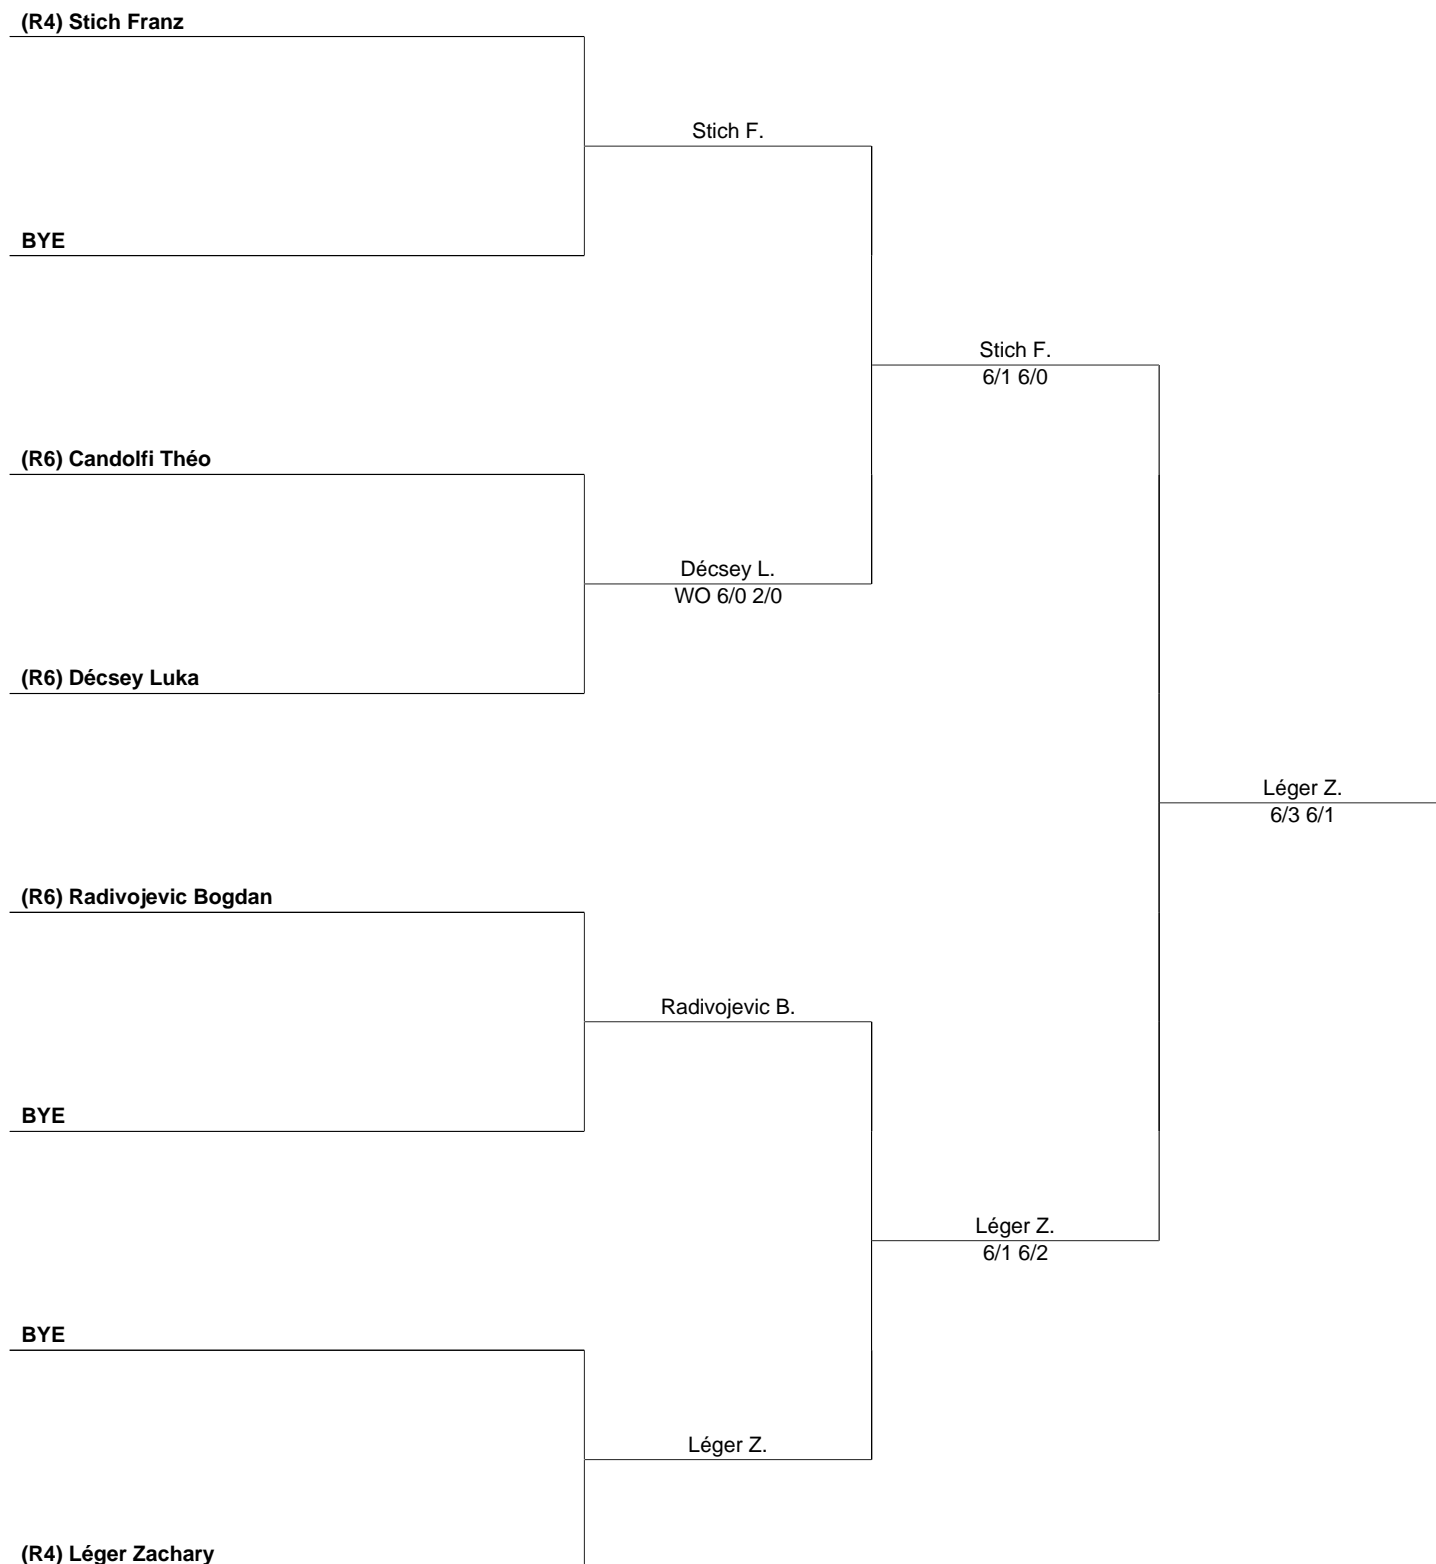 (R4) Stich Franz
Stich F.
BYE
Stich F.
6/1 6/0
(R6) Candolfi Théo
Décsey L.
WO 6/0 2/0
(R6) Décsey Luka
Léger Z.
6/3 6/1
(R6) Radivojevic Bogdan
Radivojevic B.
BYE
Léger Z.
6/1 6/2
BYE
Léger Z.
(R4) Léger Zachary